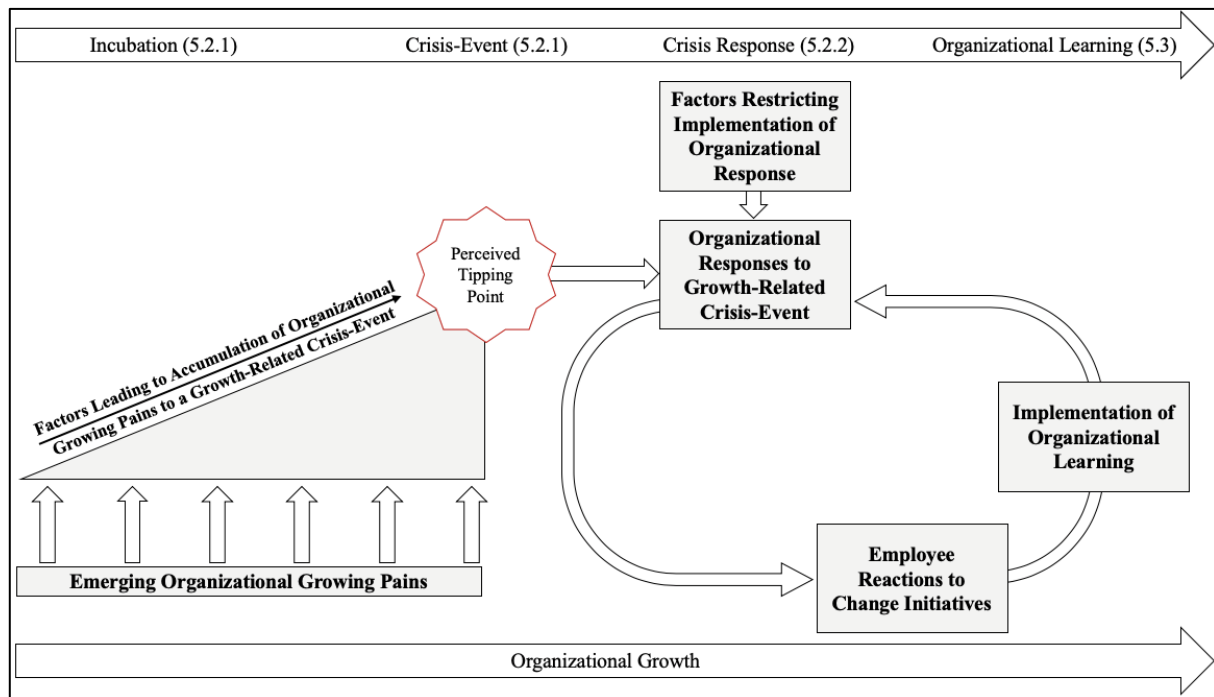 Incubation (5.2.1) Crisis-Event (5.2.1) Crisis Response (5.2.2) Organizational Learning (5.3)
Factors Restricting
Implementation of
Organizational
Response
Perceived
Tipping
Point
Organizational
Responses to
Growth-Related
Crisis-Event
Factors Leading to Accumulation of Organizational
Growing Pains to a Growth-Related Crisis-Event
Implementation of
Organizational
Learning
Emerging Organizational Growing Pains
Employee
Reactions to
Change Initiatives
Organizational Growth